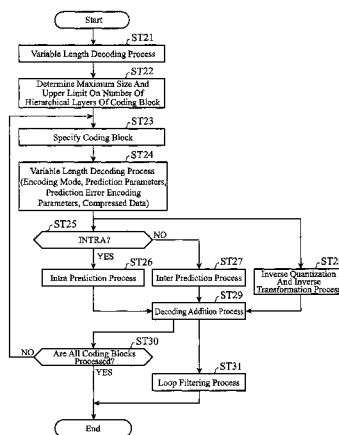 Start
ST21
Variable Length Decoding Process
ST22
Determine Maximum Size And
Upper Limit On Number Of
Hierarchical Layers Of Coding Block
ST23
Specify Coding Block
ST24
Variable Length Decoding Process
(Encoding Mode, Prediction Parameters,
Prediction Error Encoding
Parameters, Compressed Data)
ST25
INTRA?
NO
YES
ST26
Intra Prediction Process
ST27
Inter Prediction Process
Inverse Quantization
And Inverse
Transformation Process
ST29
Decoding Addition Process
ST30
NO
Are All Coding Blocks
Processed?
YES
ST31
Loop Filtering Process
End